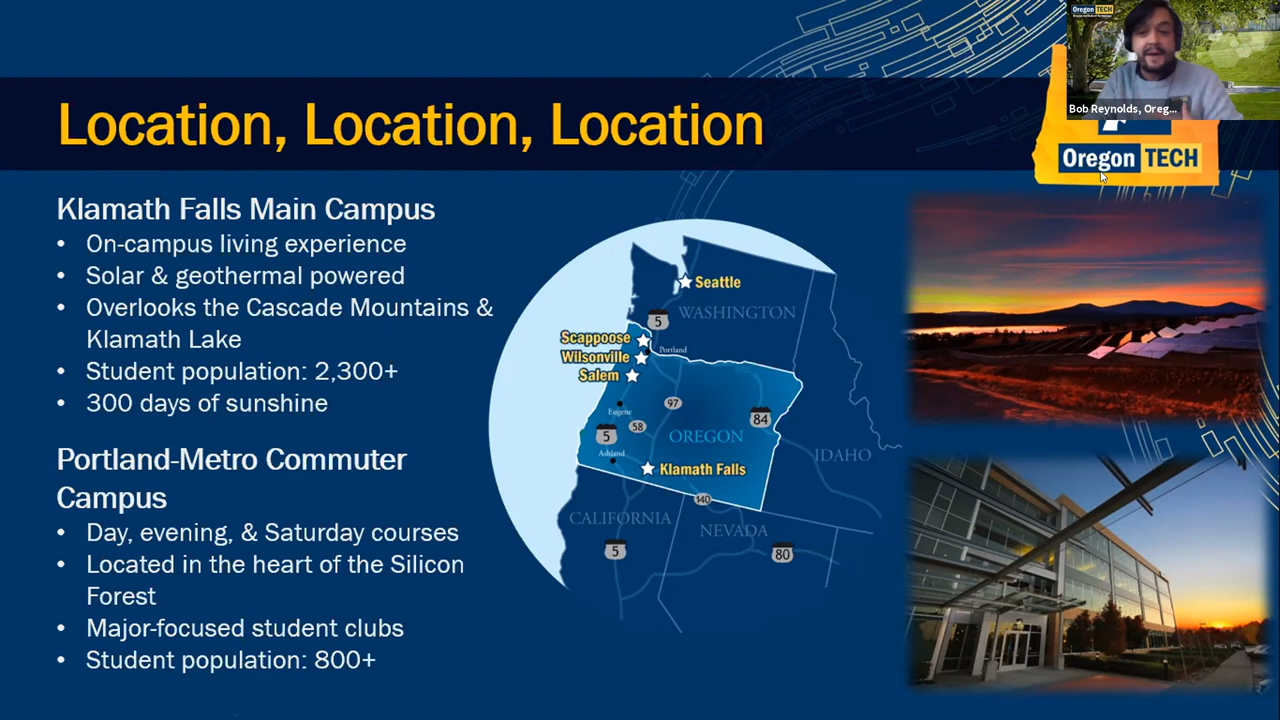 Oregon TECH
Bob Reynolds, Oreg...
Location, Location, Location
Oregon TECH
Klamath Falls Main Campus
• On-campus living experience
• Solar & geothermal powered
• Overlooks the Cascade Mountains &
Klamath Lake
• Student population: 2,300+
• 300 days of sunshine
Portland-Metro Commuter
Campus
• Day, evening, & Saturday courses
• Located in the heart of the Silicon
Forest
• Major-focused student clubs
• Student population: 800+
Seattle
WASHINGTON
5
Scappoose
Portland
Wilsonville
Salem
97
Eugene
84
58
5
OREGON
Ashland
IDAHO
Klamath Falls
140
CALIFORNIA
NEVADA
5
80